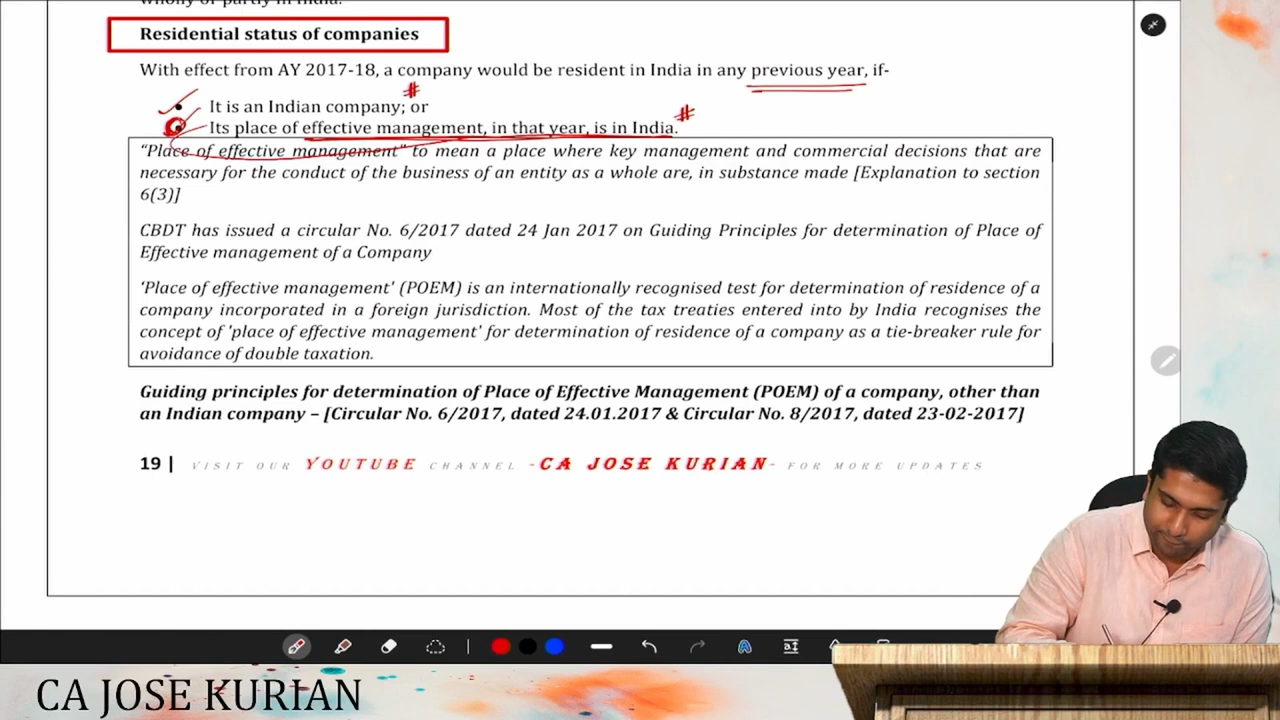 wholly or partly in India.
Residential status of companies
With effect from AY 2017-18, a company would be resident in India in any previous year, if-
#
• It is an Indian company; or
#
• Its place of effective management, in that year, is in India.
“Place of effective management” to mean a place where key management and commercial decisions that are
necessary for the conduct of the business of an entity as a whole are, in substance made [Explanation to section
6(3)]
CBDT has issued a circular No. 6/2017 dated 24 Jan 2017 on Guiding Principles for determination of Place of
Effective management of a Company
‘Place of effective management’ (POEM) is an internationally recognised test for determination of residence of a
company incorporated in a foreign jurisdiction. Most of the tax treaties entered into by India recognises the
concept of 'place of effective management' for determination of residence of a company as a tie-breaker rule for
avoidance of double taxation.
Guiding principles for determination of Place of Effective Management (POEM) of a company, other than
an Indian company – [Circular No. 6/2017, dated 24.01.2017 & Circular No. 8/2017, dated 23-02-2017]
19 | VISIT OUR YOUTUBE CHANNEL -CA JOSE KURIAN- FOR MORE UPDATES
CA JOSE KURIAN